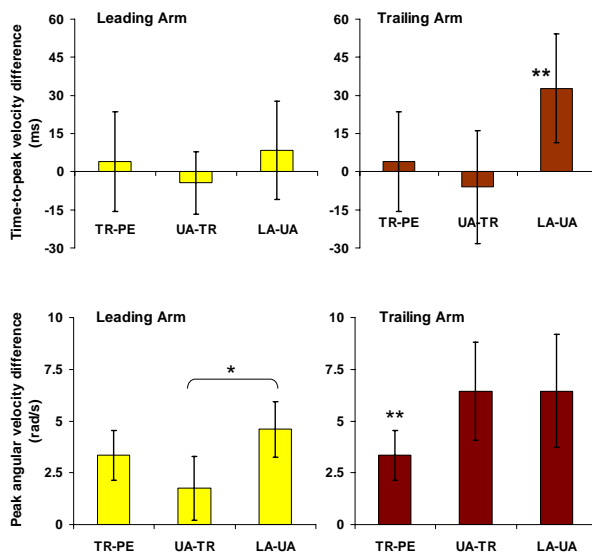 Time-to-peak velocity difference
(ms)
Leading Arm
60
45
30
15
0
-15
-30
TR-PE UA-TR LA-UA
Trailing Arm
60
45
30
15
0
-15
-30
**
TR-PE UA-TR LA-UA
Peak angular velocity difference
(rad/s)
Leading Arm
10
7.5
5
2.5
0
*
TR-PE UA-TR LA-UA
Trailing Arm
10
7.5
5
2.5
0
**
TR-PE UA-TR LA-UA